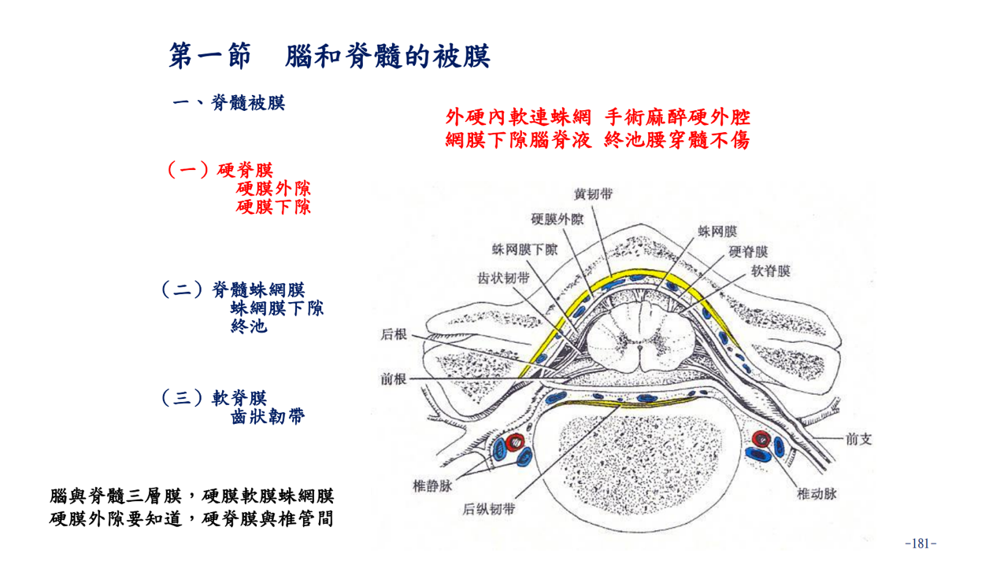 第一節　腦和脊髓的被膜
一、脊髓被膜
外硬內軟連蛛網 手術麻醉硬外腔
網膜下隙腦脊液 終池腰穿髓不傷
（一）硬脊膜
硬膜外隙
硬膜下隙
（二）脊髓蛛網膜
蛛網膜下隙
終池
（三）軟脊膜
齒狀韌帶
黄韧带
硬膜外隙
蛛网膜下隙
齿状韧带
后根
前根
蛛网膜
硬脊膜
软脊膜
前支
椎静脉
后纵韧带
椎动脉
腦與脊髓三層膜，硬膜軟膜蛛網膜
硬膜外隙要知道，硬脊膜與椎管間
-181-